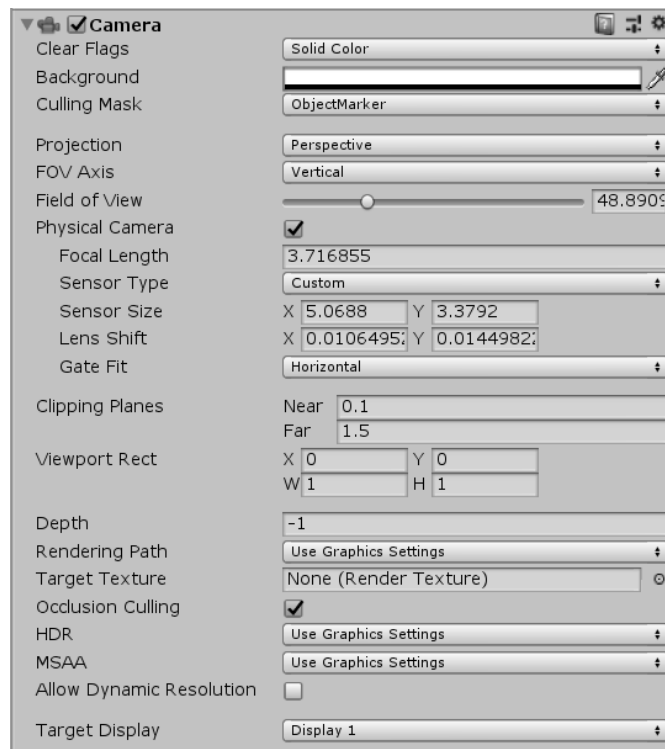 Camera
Clear Flags Solid Color
Background
Culling Mask ObjectMarker
Projection Perspective
FOV Axis Vertical
Field of View 48.8909
Physical Camera
Focal Length 3.716855
Sensor Type Custom
Sensor Size X 5.0688 Y 3.3792
Lens Shift X 0.0106495 Y 0.0144982
Gate Fit Horizontal
Clipping Planes Near 0.1
Far 1.5
Viewport Rect X 0 Y 0
W 1 H 1
Depth -1
Rendering Path Use Graphics Settings
Target Texture None (Render Texture)
Occlusion Culling
HDR Use Graphics Settings
MSAA Use Graphics Settings
Allow Dynamic Resolution
Target Display Display 1